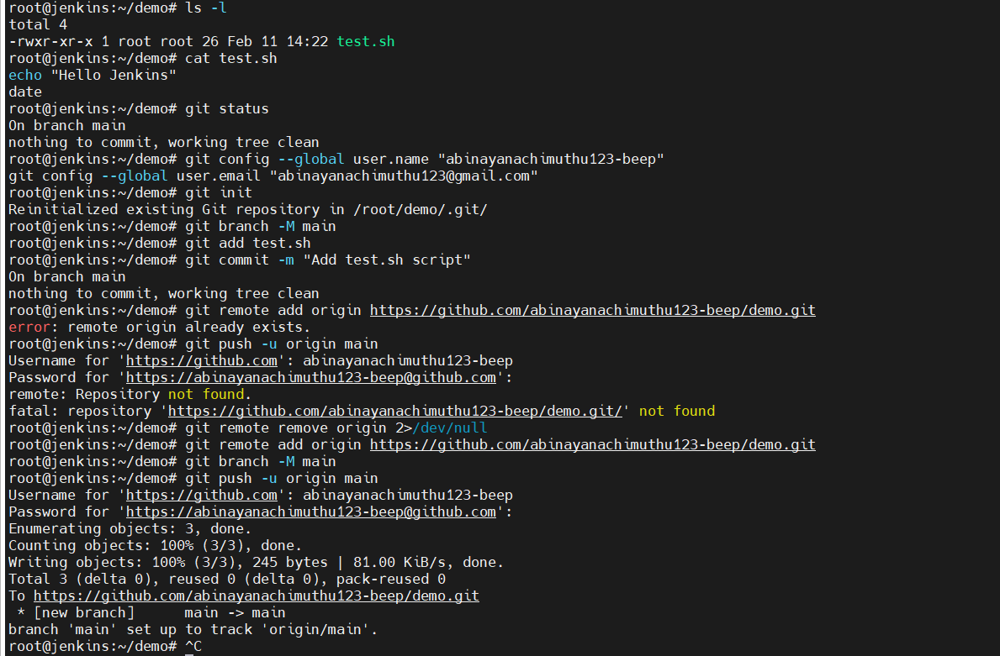 root@jenkins:~/demo# ls -l
total 4
-rwxr-xr-x 1 root root 26 Feb 11 14:22 test.sh
root@jenkins:~/demo# cat test.sh
echo "Hello Jenkins"
date
root@jenkins:~/demo# git status
On branch main
nothing to commit, working tree clean
root@jenkins:~/demo# git config --global user.name "abinayanachimuthu123-beep"
git config --global user.email "abinayanachimuthu123@gmail.com"
root@jenkins:~/demo# git init
Reinitialized existing Git repository in /root/demo/.git/
root@jenkins:~/demo# git branch -M main
root@jenkins:~/demo# git add test.sh
root@jenkins:~/demo# git commit -m "Add test.sh script"
On branch main
nothing to commit, working tree clean
root@jenkins:~/demo# git remote add origin https://github.com/abinayanachimuthu123-beep/demo.git
error: remote origin already exists.
root@jenkins:~/demo# git push -u origin main
Username for 'https://github.com': abinayanachimuthu123-beep
Password for 'https://abinayanachimuthu123-beep@github.com':
remote: Repository not found.
fatal: repository 'https://github.com/abinayanachimuthu123-beep/demo.git/' not found
root@jenkins:~/demo# git remote remove origin 2>/dev/null
root@jenkins:~/demo# git remote add origin https://github.com/abinayanachimuthu123-beep/demo.git
root@jenkins:~/demo# git branch -M main
root@jenkins:~/demo# git push -u origin main
Username for 'https://github.com': abinayanachimuthu123-beep
Password for 'https://abinayanachimuthu123-beep@github.com':
Enumerating objects: 3, done.
Counting objects: 100% (3/3), done.
Writing objects: 100% (3/3), 245 bytes | 81.00 KiB/s, done.
Total 3 (delta 0), reused 0 (delta 0), pack-reused 0
To https://github.com/abinayanachimuthu123-beep/demo.git
 * [new branch]      main -> main
branch 'main' set up to track 'origin/main'.
root@jenkins:~/demo# ^C